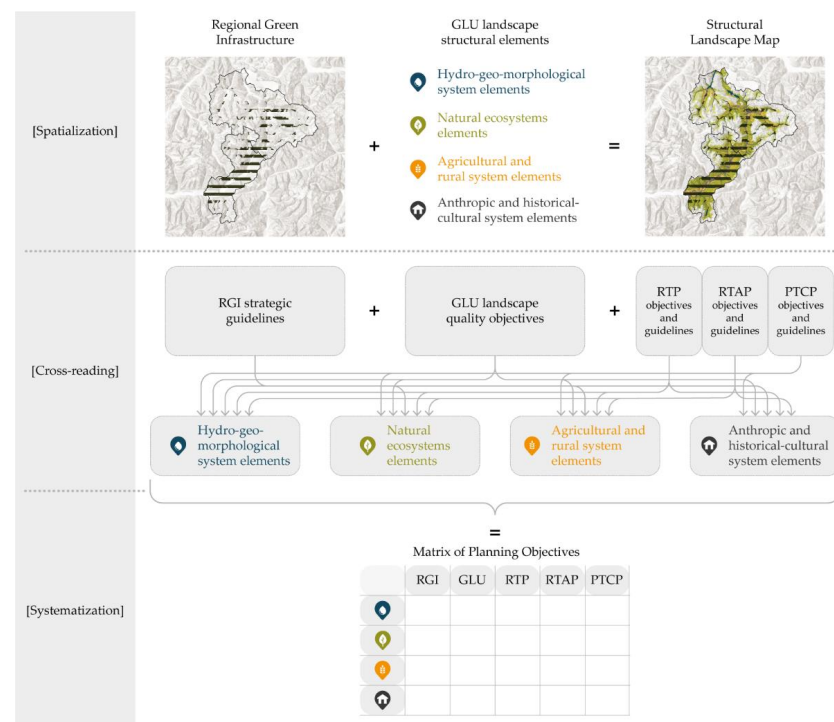 Regional Green
Infrastructure
GLU landscape
structural elements
Structural
Landscape Map
[Spatialization]
Hydro-geo-morphological
system elements
Natural ecosystems
elements
Agricultural and
rural system elements
Anthropic and historical-
cultural system elements
+
=
[Cross-reading]
RGI strategic
guidelines
+
GLU landscape
quality objectives
+
RTP
objectives
and
guidelines
RTAP
objectives
and
guidelines
PTCP
objectives
and
guidelines
Hydro-geo-
morphological
system elements
Natural
ecosystems
elements
Agricultural and
rural system
elements
Anthropic and
historical-cultural
system elements
[Systematization]
=
Matrix of Planning Objectives
RGI GLU RTP RTAP PTCP